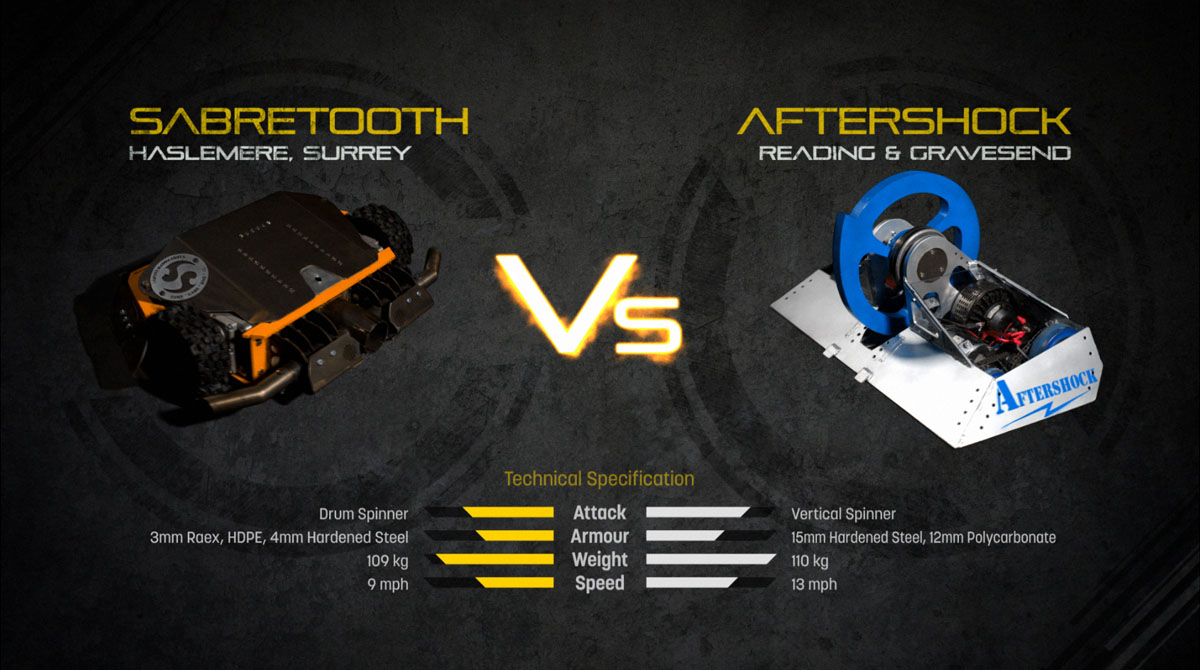 SABRETOOTH
HASLEMERE, SURREY
AFTERSHOCK
READING & GRAVESEND
Vs
AFTERSHOCK
Technical Specification
Drum Spinner Attack Vertical Spinner
3mm Raex, HDPE, 4mm Hardened Steel Armour 15mm Hardened Steel, 12mm Polycarbonate
109 kg Weight 110 kg
9 mph Speed 13 mph